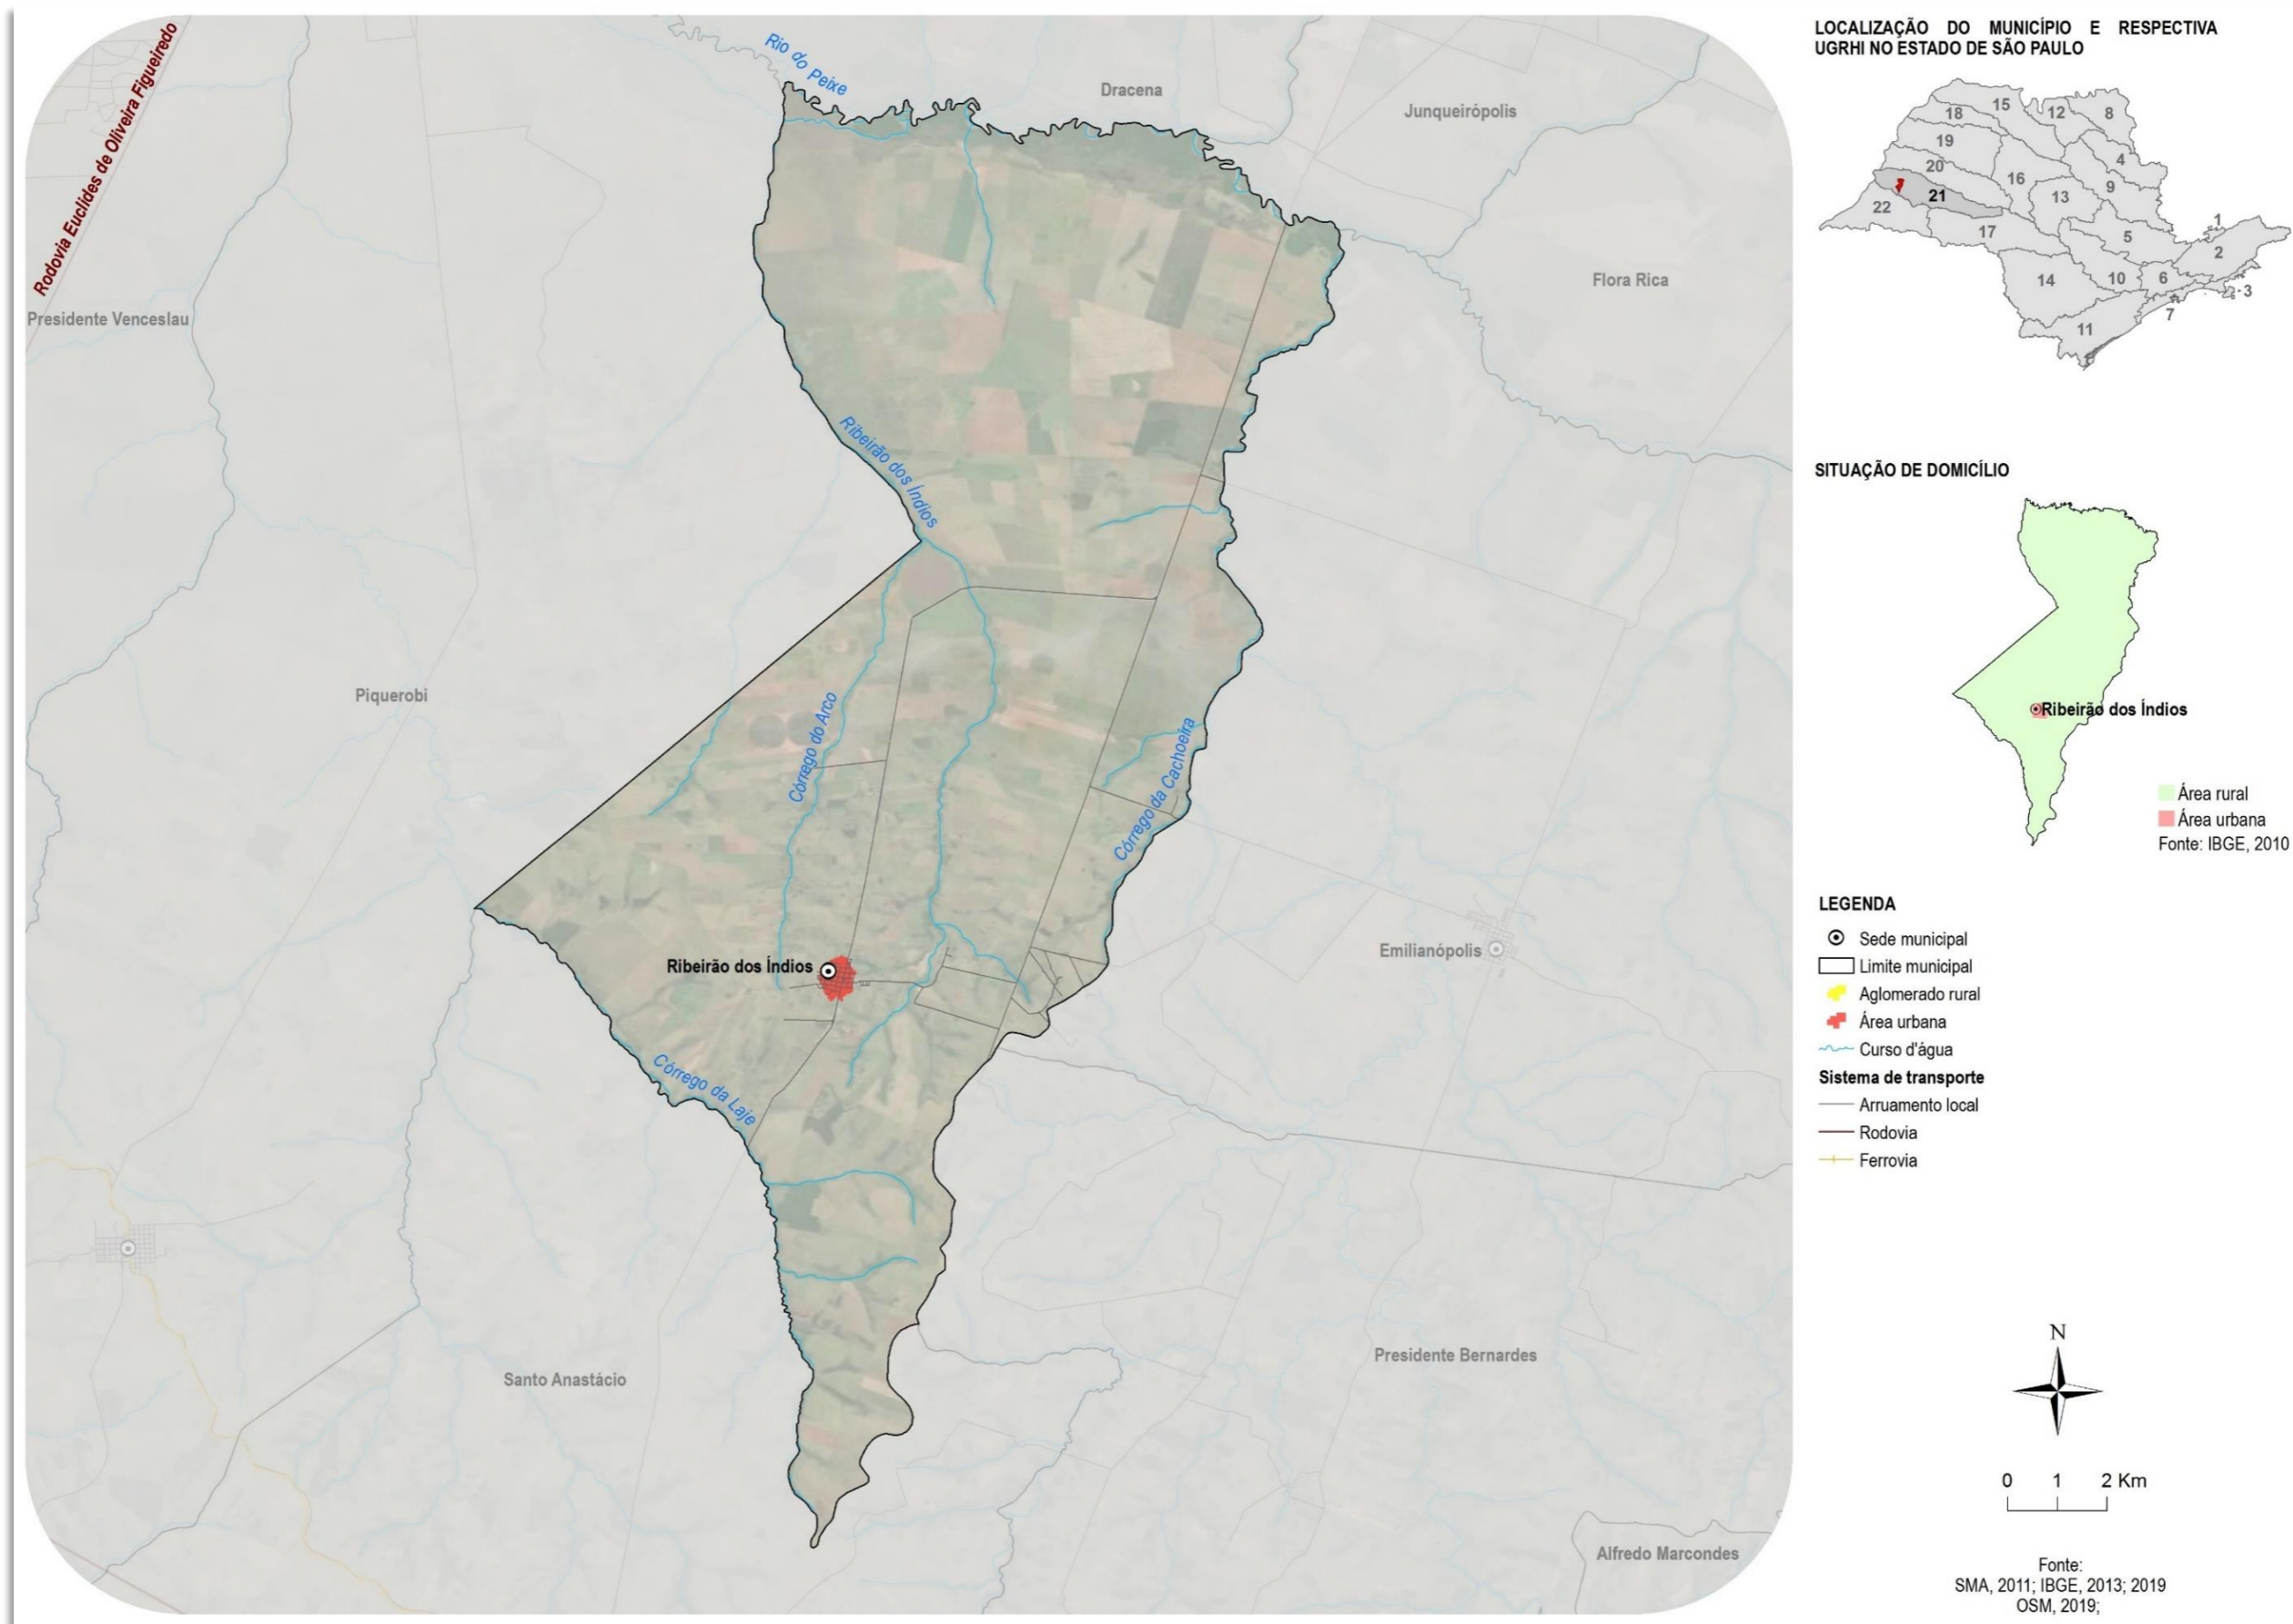 Rodovia Euclides de Oliveira Figueiredo
Rio do Peixe
Dracena
Junqueirópolis
Flora Rica
Presidente Venceslau
Ribeirão dos Índios
Piquerobi
Córrego do Arco
Córrego da Cachoeira
Emilianópolis
Ribeirão dos Índios
Córrego da Laje
Santo Anastácio
Presidente Bernardes
Alfredo Marcondes
LOCALIZAÇÃO DO MUNICÍPIO E RESPECTIVA
UGRHI NO ESTADO DE SÃO PAULO
15
18
12
8
19
4
20
16
9
21
13
22
1
17
5
2
14
10
6
3
7
11
SITUAÇÃO DE DOMICÍLIO
Ribeirão dos Índios
Área rural
Área urbana
Fonte: IBGE, 2010
LEGENDA
Sede municipal
Limite municipal
Aglomerado rural
Área urbana
Curso d'água
Sistema de transporte
Arruamento local
Rodovia
Ferrovia
N
0 1 2 Km
Fonte:
SMA, 2011; IBGE, 2013; 2019
OSM, 2019;